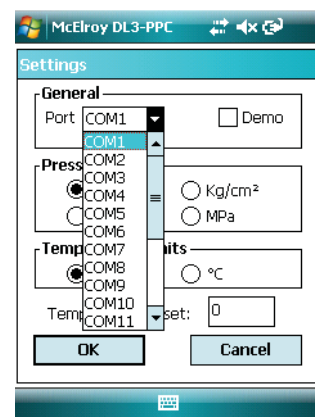 McElroy DL3-PPC
Settings
General
Port COM1 Demo
COM1
COM2
COM3
COM4
COM5
COM6
COM7
COM8
COM9
COM10
COM11
Press
Kg/cm²
MPa
Temp its
°C
Temp set: 0
OK Cancel